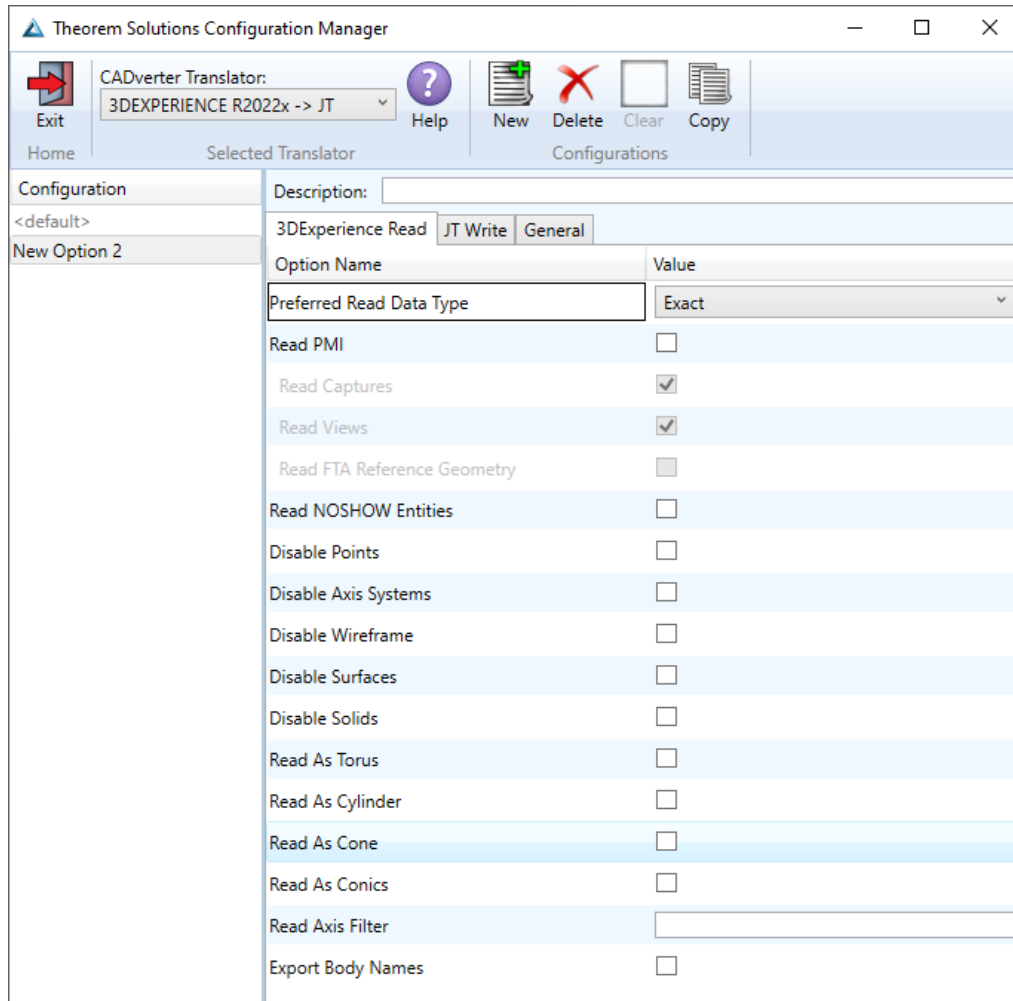 Theorem Solutions Configuration Manager
CADverter Translator:
3DEXPERIENCE R2022x -> JT
Exit
Help
New
Delete
Clear
Copy
Home
Selected Translator
Configurations
Configuration
Description:
<default>
3DExperience Read
JT Write
General
New Option 2
Option Name
Value
Preferred Read Data Type
Exact
Read PMI
Read Captures
Read Views
Read FTA Reference Geometry
Read NOSHOW Entities
Disable Points
Disable Axis Systems
Disable Wireframe
Disable Surfaces
Disable Solids
Read As Torus
Read As Cylinder
Read As Cone
Read As Conics
Read Axis Filter
Export Body Names